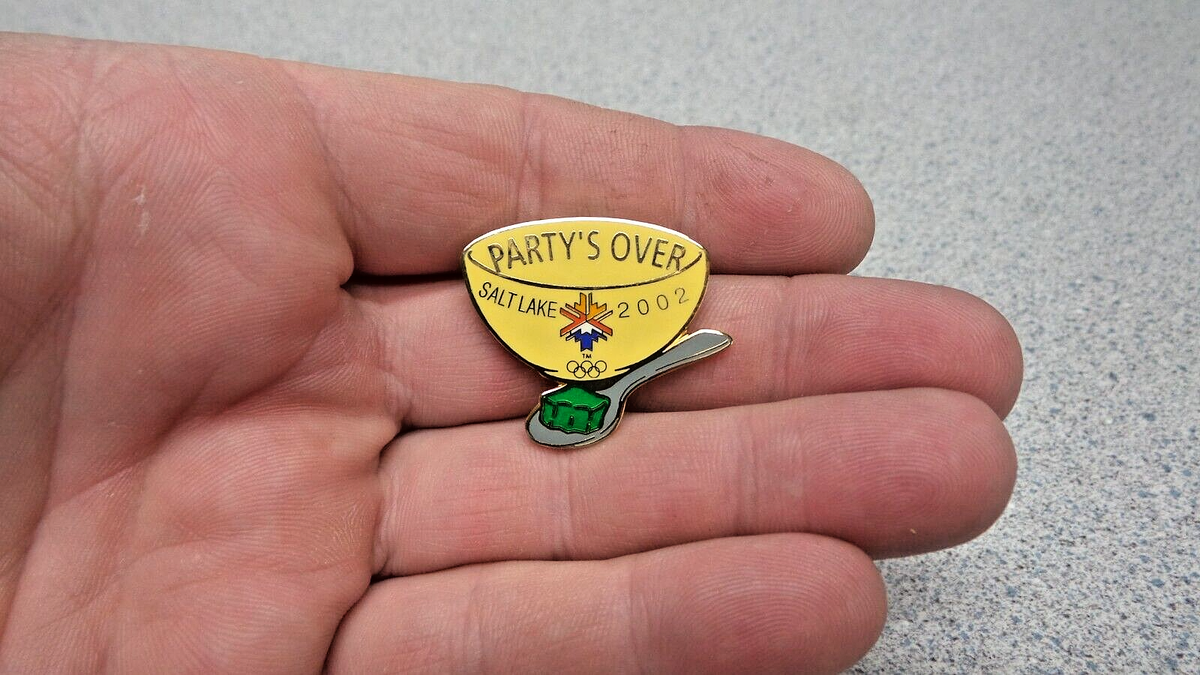 PARTY'S OVER
SALT LAKE 2002
TM